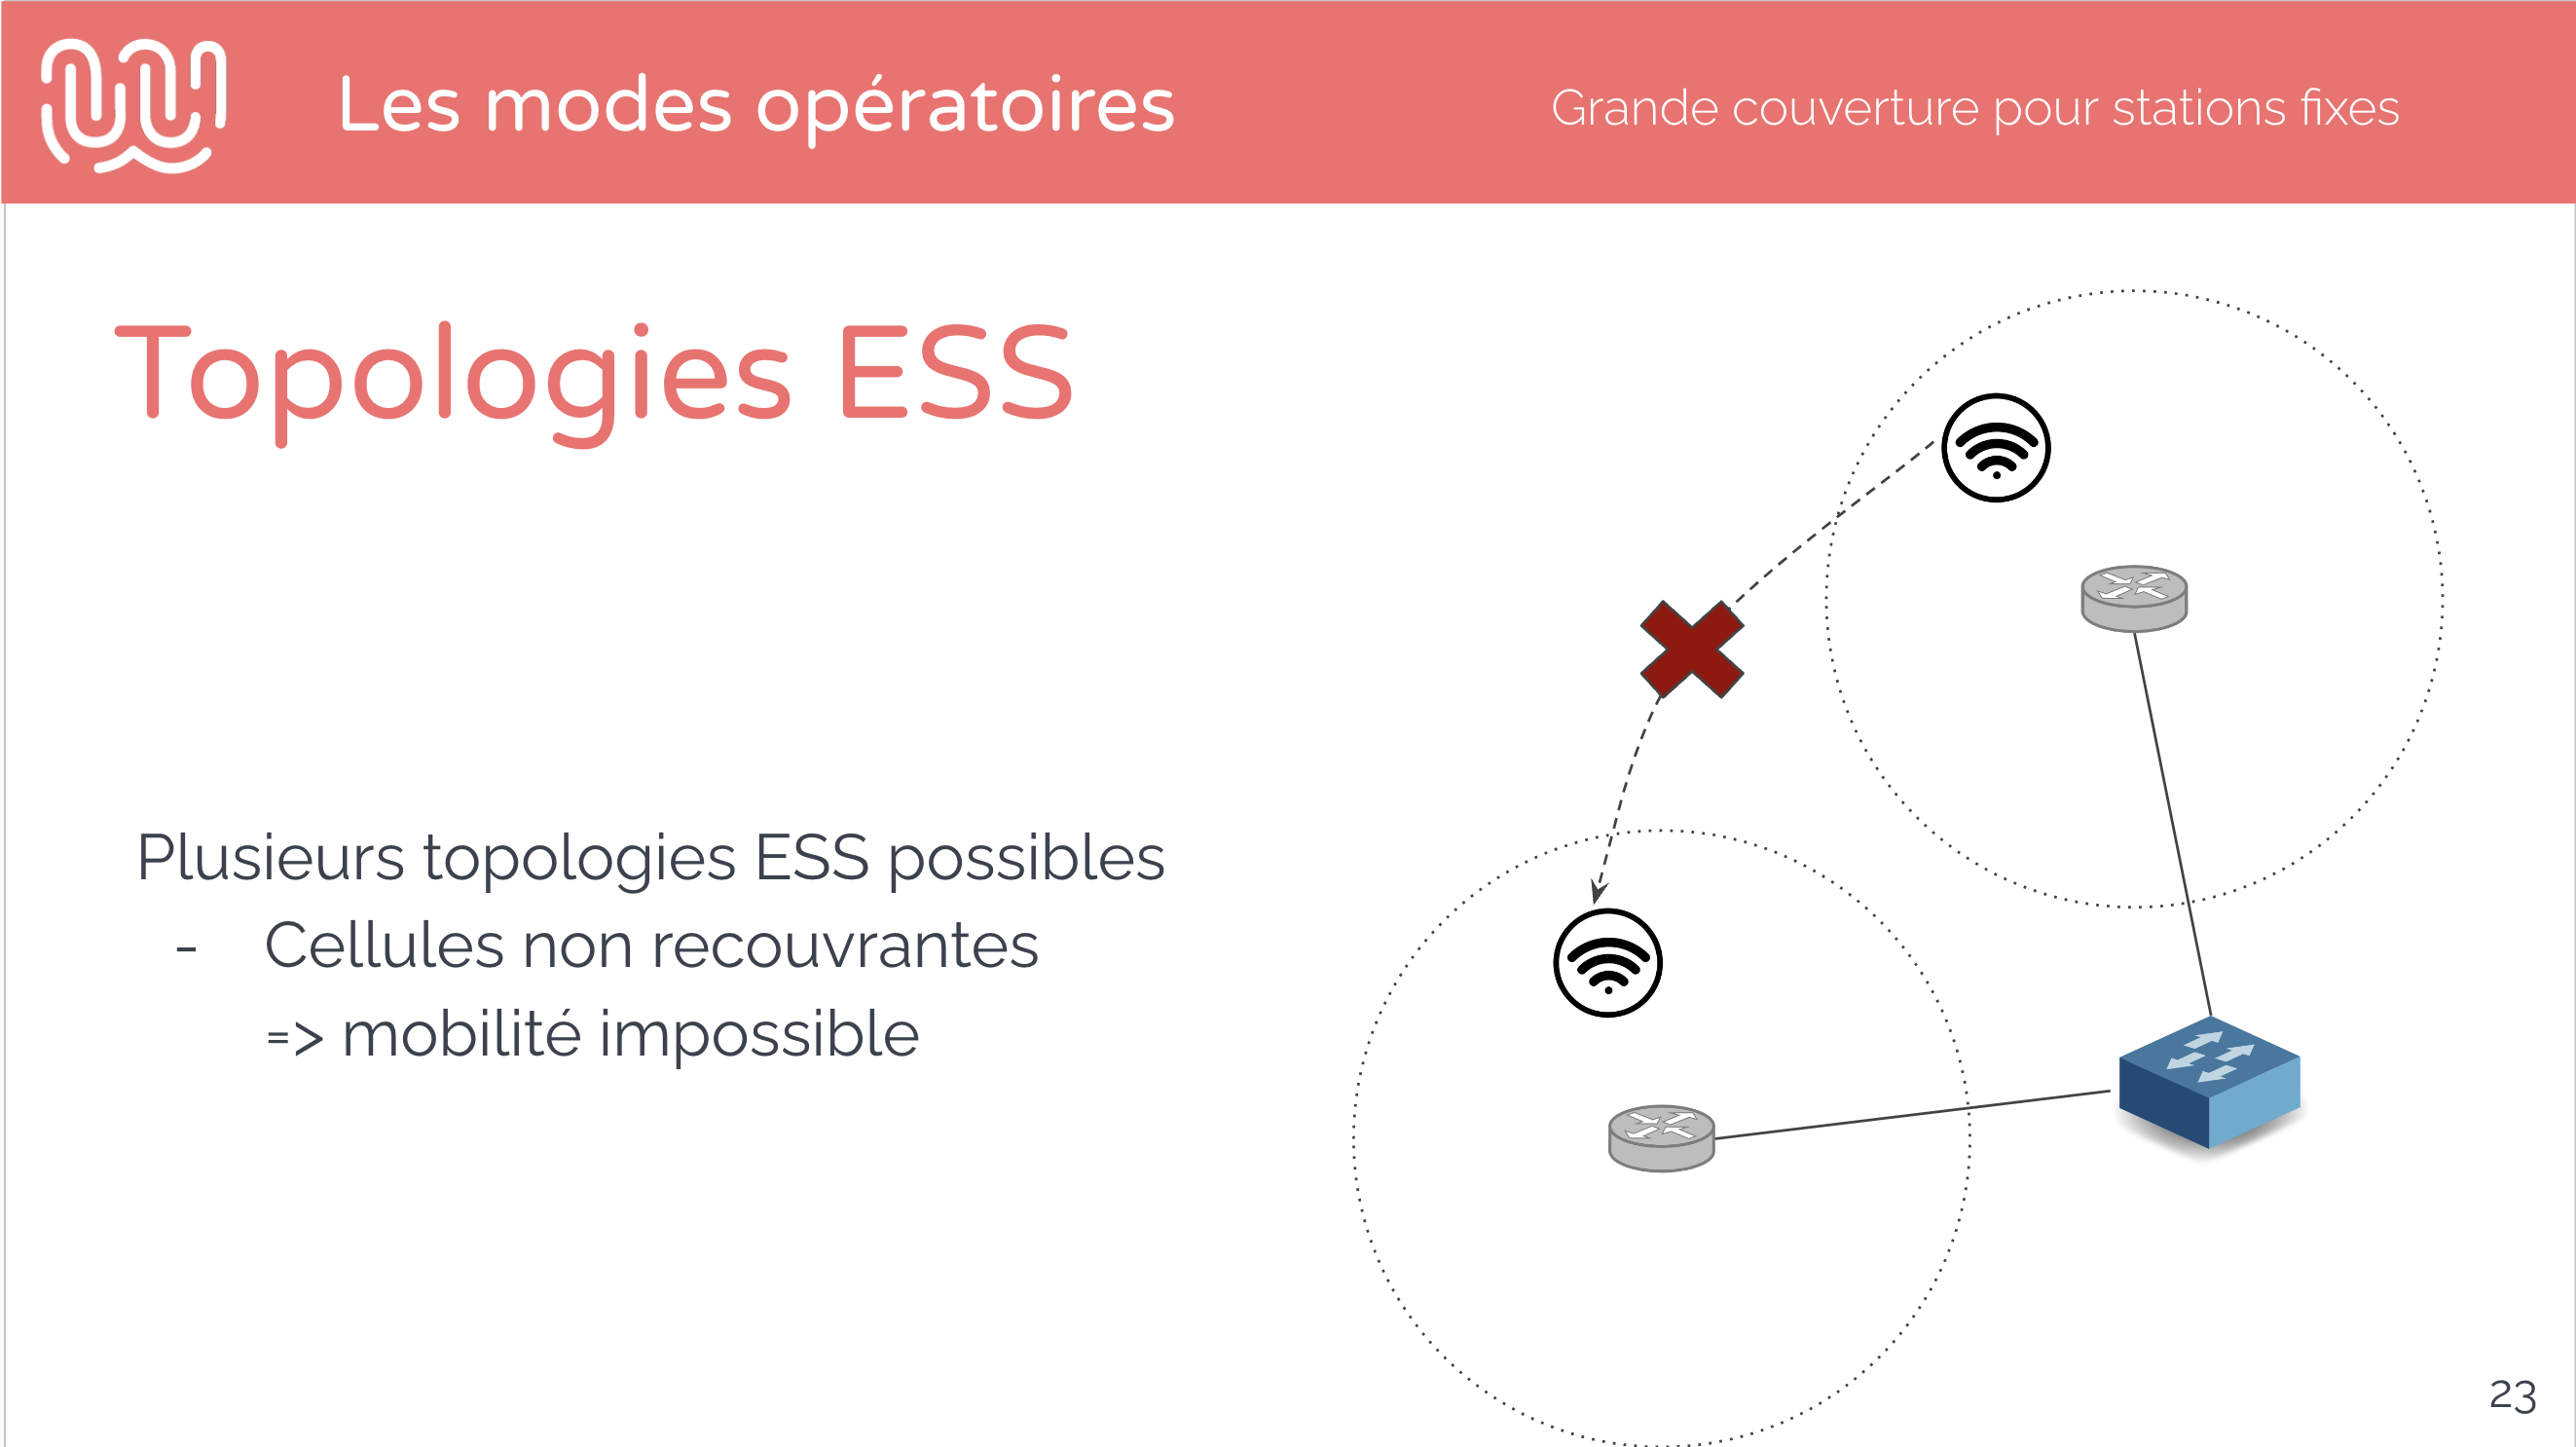 Les modes opératoires
Grande couverture pour stations fixes
Topologies ESS
Plusieurs topologies ESS possibles
- Cellules non recouvrantes
=> mobilité impossible
23